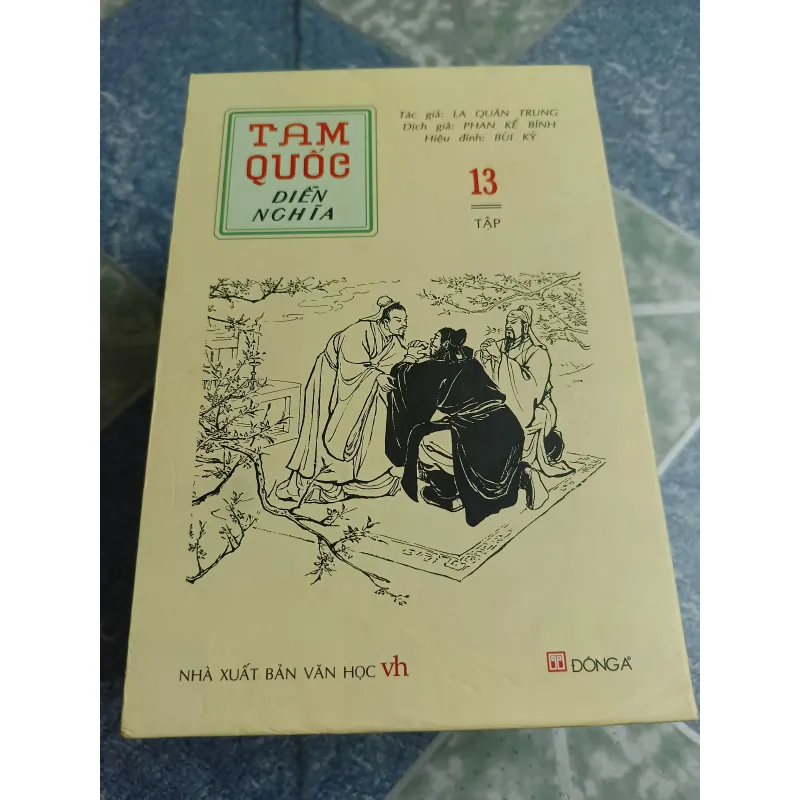 TAM
QUỐC
DIỄN
NGHĨA
Tác giả: LA QUÁN TRUNG
Dịch giả: PHAN KẾ BÍNH
Hiệu đính: BÙI KỶ
13
TẬP
NHÀ XUẤT BẢN VĂN HỌC vh
ĐÔNG A